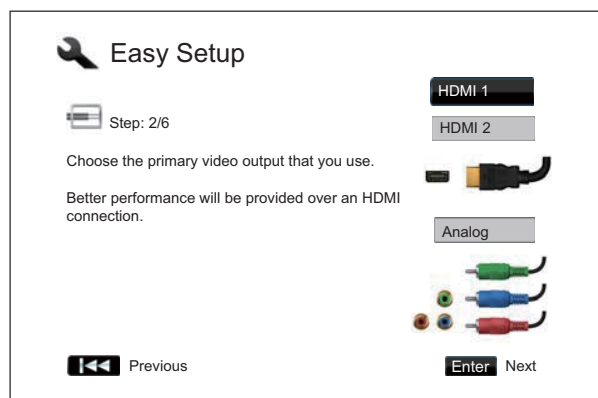 Easy Setup
Step: 2/6
Choose the primary video output that you use.
Better performance will be provided over an HDMI
connection.
HDMI 1
HDMI 2
Analog
Previous
Enter Next